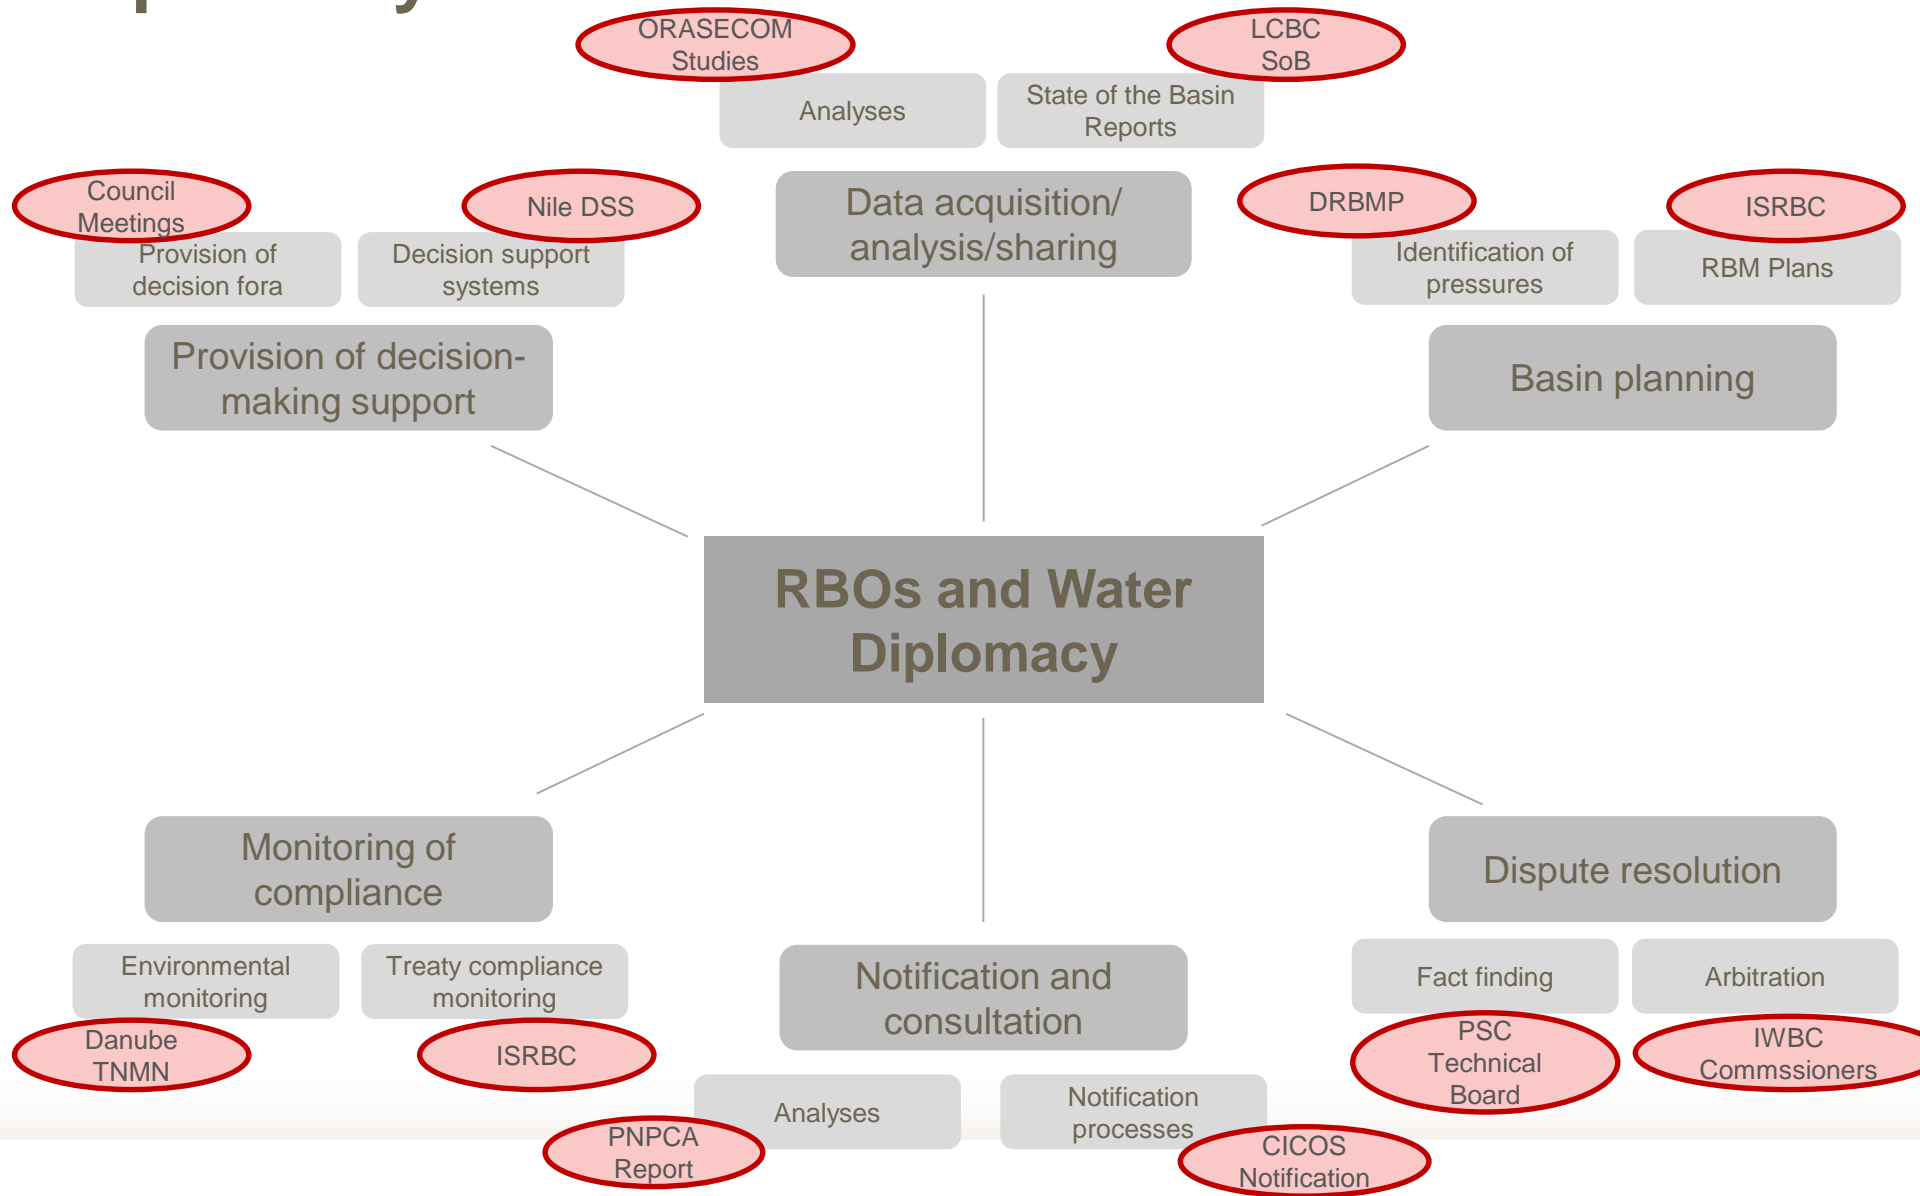 ORASECOM
Studies
LCBC
SoB
Analyses
State of the Basin
Reports
Council
Meetings
Nile DSS
Data acquisition/
analysis/sharing
DRBMP
ISRBC
Provision of
decision fora
Decision support
systems
Identification of
pressures
RBM Plans
Provision of decision-
making support
Basin planning
RBOs and Water
Diplomacy
Monitoring of
compliance
Dispute resolution
Environmental
monitoring
Treaty compliance
monitoring
Notification and
consultation
Fact finding
Arbitration
Danube
TNMN
ISRBC
PSC
Technical
Board
IWBC
Commssioners
Analyses
Notification
processes
PNPCA
Report
CICOS
Notification